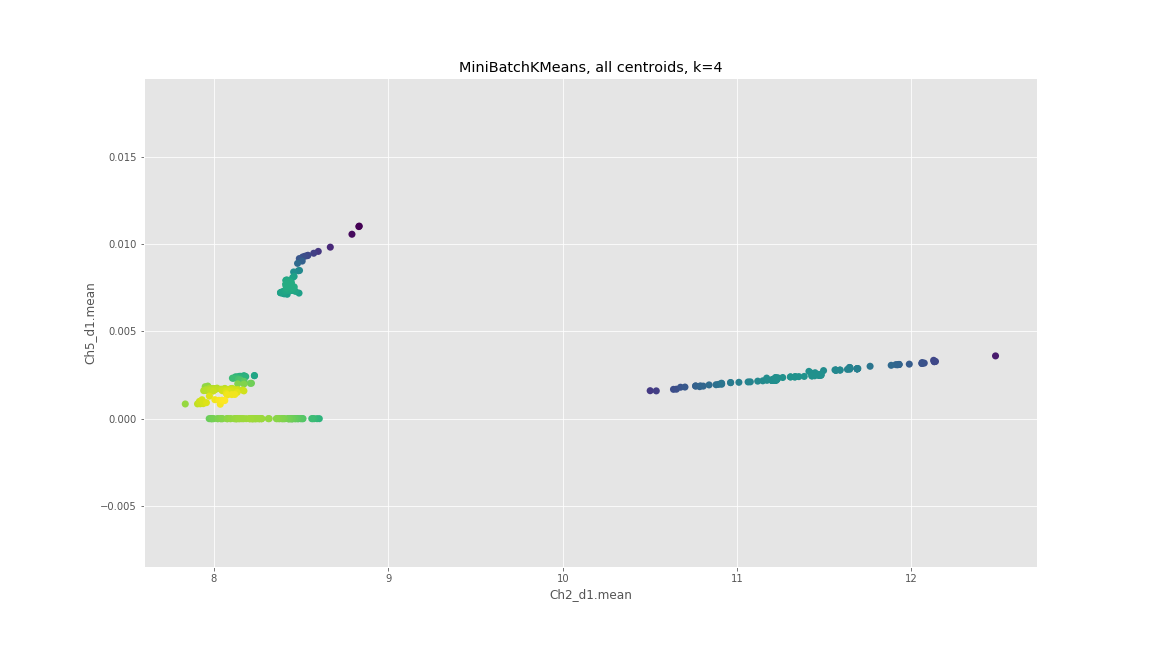 MiniBatchKMeans, all centroids, k=4
0.015
0.010
0.005
0.000
−0.005
Ch5_d1.mean
8 9 10 11 12
Ch2_d1.mean